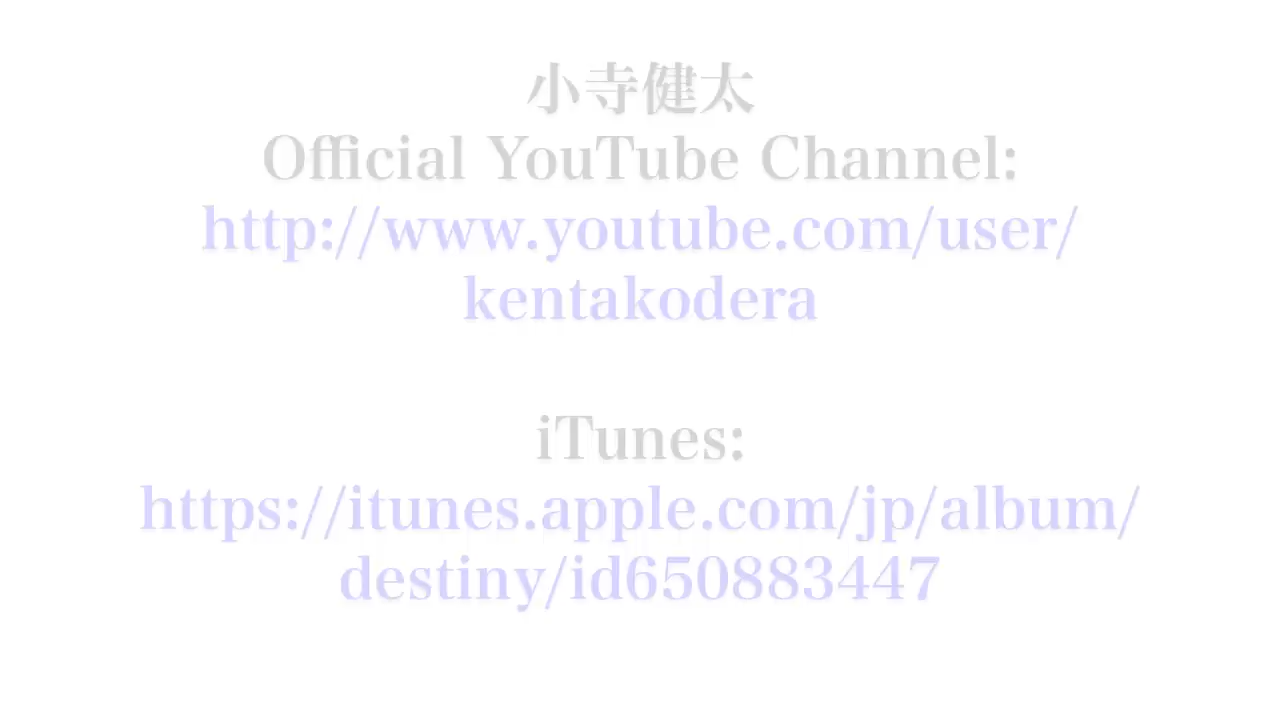 小寺健太
Official YouTube Channel:
http://www.youtube.com/user/
kentakodera
iTunes:
https://itunes.apple.com/jp/album/
destiny/id650883447